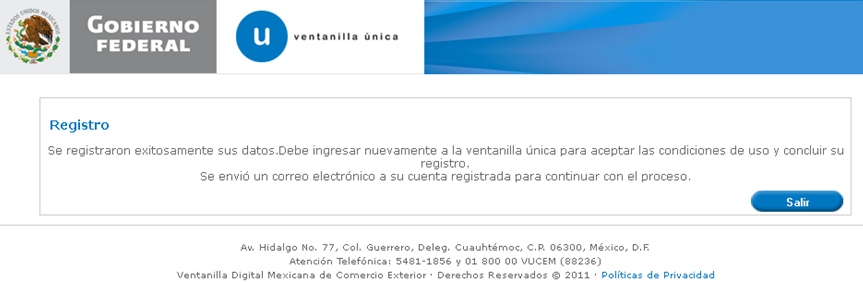 ESTADOS UNIDOS MEXICANOS
GOBIERNO
FEDERAL
u
ventanilla única
Registro
Se registraron exitosamente sus datos.Debe ingresar nuevamente a la ventanilla única para aceptar las condiciones de uso y concluir su
registro.
Se envió un correo electrónico a su cuenta registrada para continuar con el proceso.
Salir
Av. Hidalgo No. 77, Col. Guerrero, Deleg. Cuauhtémoc, C.P. 06300, México, D.F.
Atención Telefónica: 5481-1856 y 01 800 00 VUCEM (88236)
Ventanilla Digital Mexicana de Comercio Exterior · Derechos Reservados © 2011 · Políticas de Privacidad